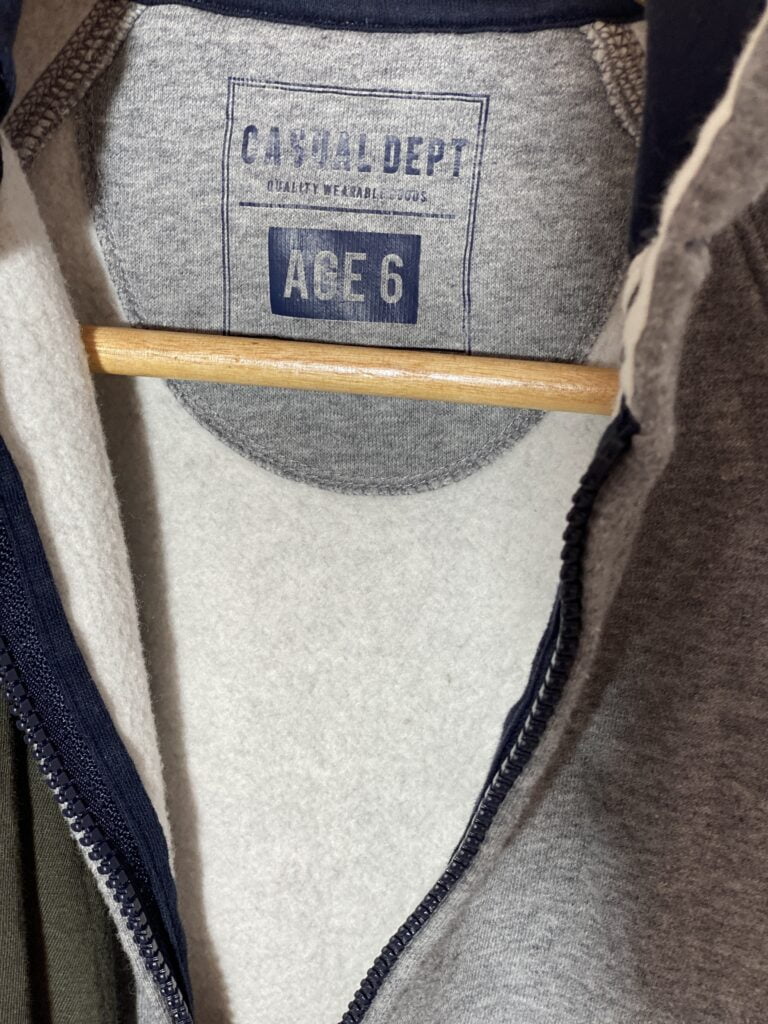 CASUAL DEPT
QUALITY WEARABLE GOODS
AGE 6